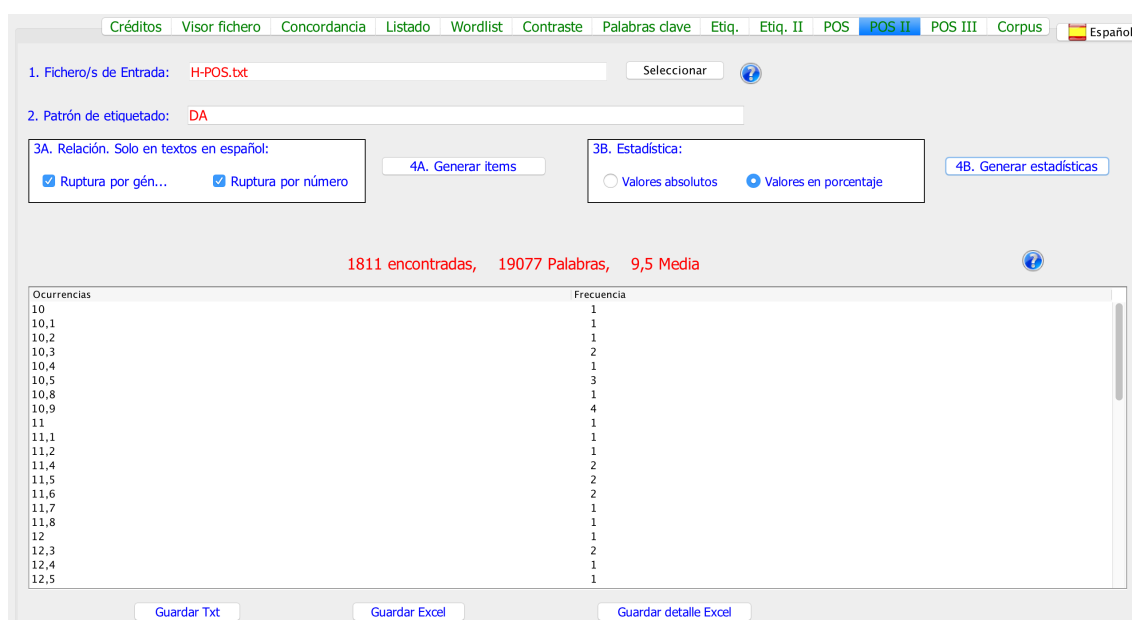 Créditos Visor fichero Concordancia Listado Wordlist Contraste Palabras clave Etiq. Etiq. II POS POS II POS III Corpus Español
1. Fichero/s de Entrada: H-POS.txt Seleccionar ?
2. Patrón de etiquetado: DA
3A. Relación. Solo en textos en español: 3B. Estadística:
4A. Generar items 4B. Generar estadísticas
Ruptura por gén... Ruptura por número Valores absolutos Valores en porcentaje
1811 encontradas, 19077 Palabras, 9,5 Media ?
Ocurrencias Frecuencia
10 1
10,1 1
10,2 1
10,3 2
10,4 1
10,5 3
10,8 1
10,9 4
11 1
11,1 1
11,2 1
11,4 2
11,5 2
11,6 2
11,7 1
11,8 1
12 1
12,3 2
12,4 1
12,5 1
Guardar Txt Guardar Excel Guardar detalle Excel